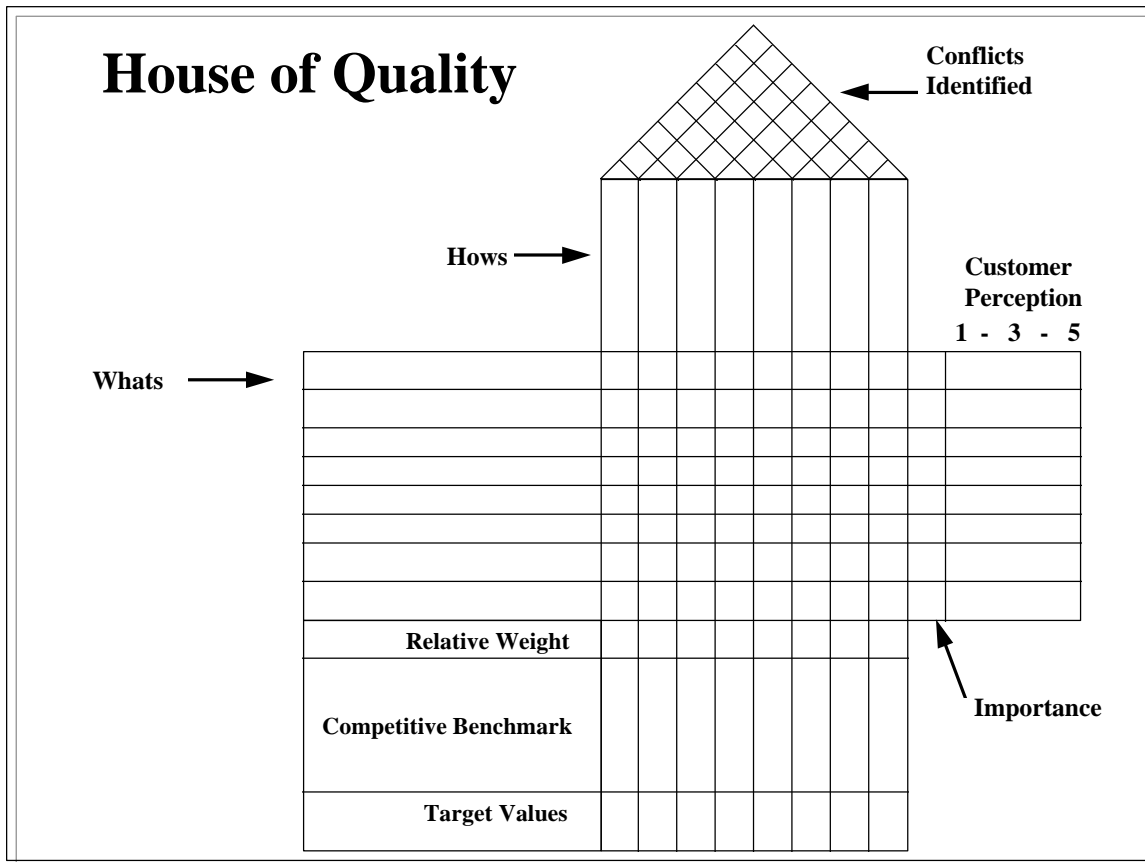 House of Quality
Conflicts
Identified
Hows
Customer
Perception
1 - 3 - 5
Whats
Relative Weight
Importance
Competitive Benchmark
Target Values